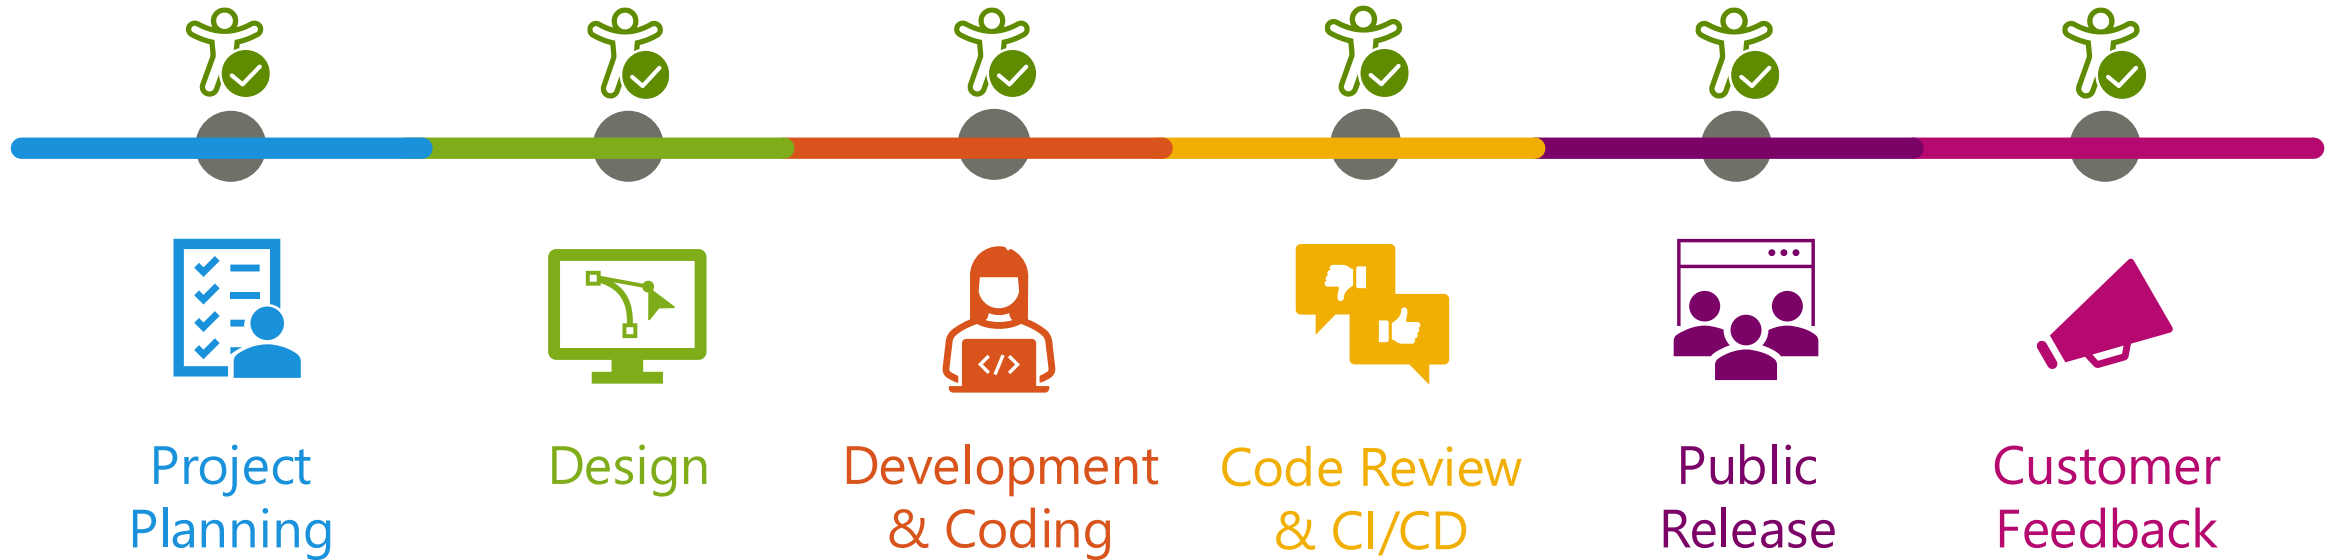 Project
Planning
Design
Development
& Coding
Code Review
& CI/CD
Public
Release
Customer
Feedback